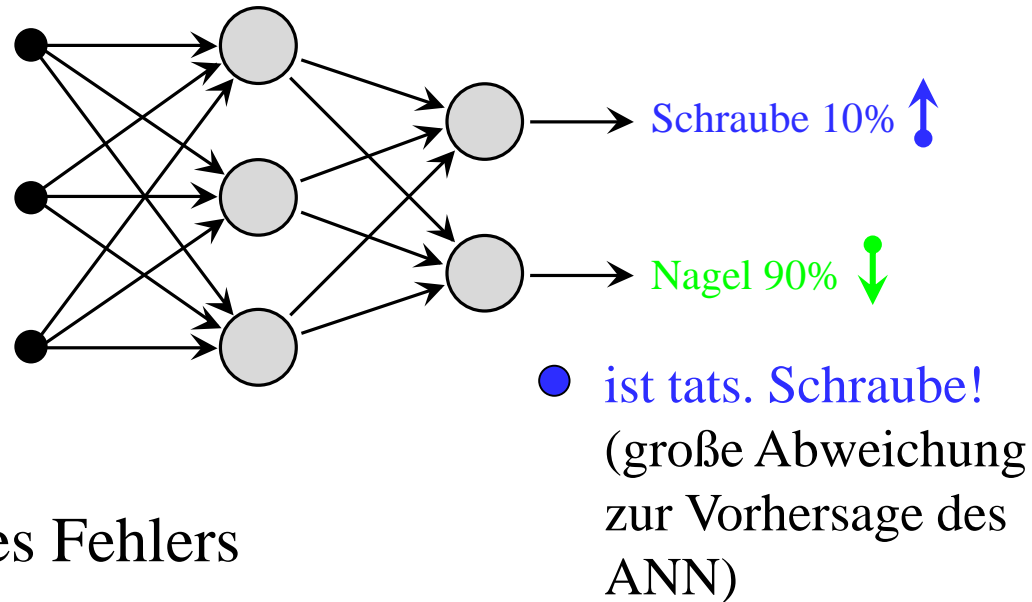 Schraube 10%
Nagel 90%
ist tats. Schraube!
(große Abweichung
zur Vorhersage des
ANN)
es Fehlers